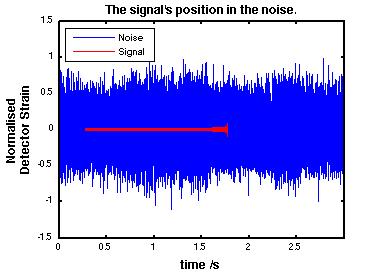 The signal's position in the noise.
1.5
Noise
Signal
1
0.5
0
-0.5
-1
-1.5
Normalised
Detector Strain
0 0.5 1 1.5 2 2.5
time /s